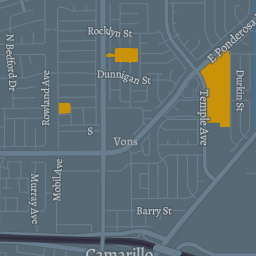 Rocklyn St
E Ponderosa
N Bedford Dr
Dunnigan St
Rowland Ave
Durkin St
Temple Ave
S
Vons
Mobil Ave
Murray Ave
Barry St
Camarillo